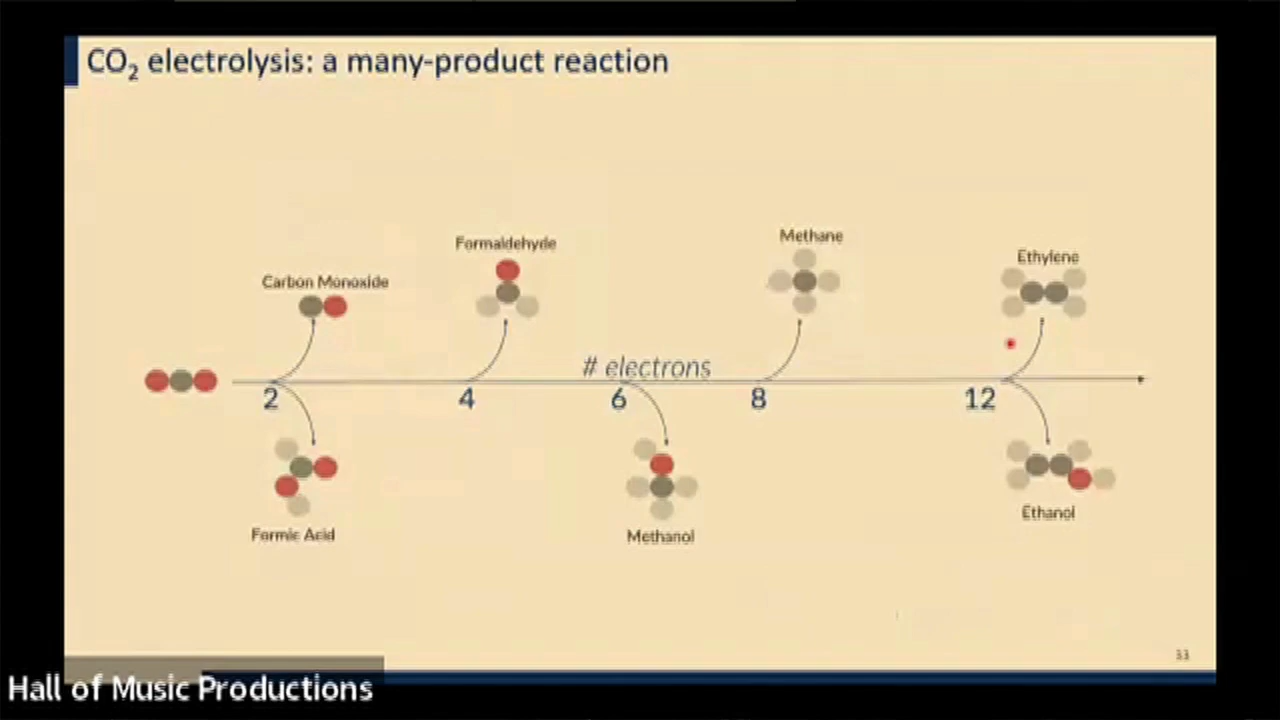 CO₂ electrolysis: a many-product reaction
Methane
Formaldehyde
Ethylene
Carbon Monoxide
# electrons
2 4 6 8 12
Ethanol
Formic Acid
Methanol
33
Hall of Music Productions